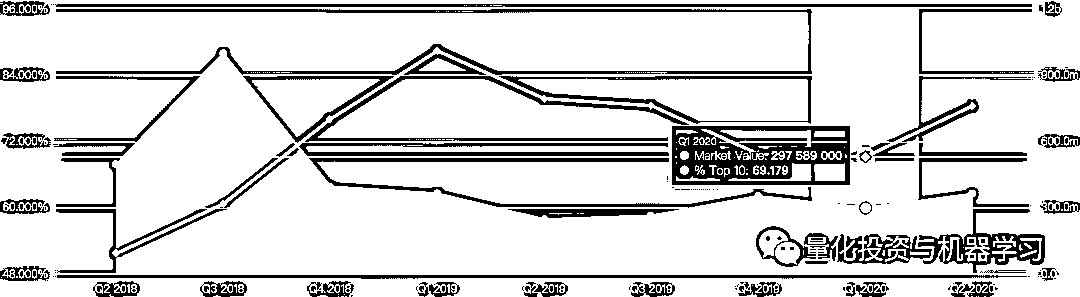 96.000%
1.2b
84.000%
900.0m
72.000%
600.0m
Q1 2020
Market Value: 297 589 000
% Top 10: 69.179
60.000%
300.0m
量化投资与机器学习
48.000%
0.0
Q2 2018
Q3 2018
Q4 2018
Q1 2019
Q2 2019
Q3 2019
Q4 2019
Q1 2020
Q2 2020